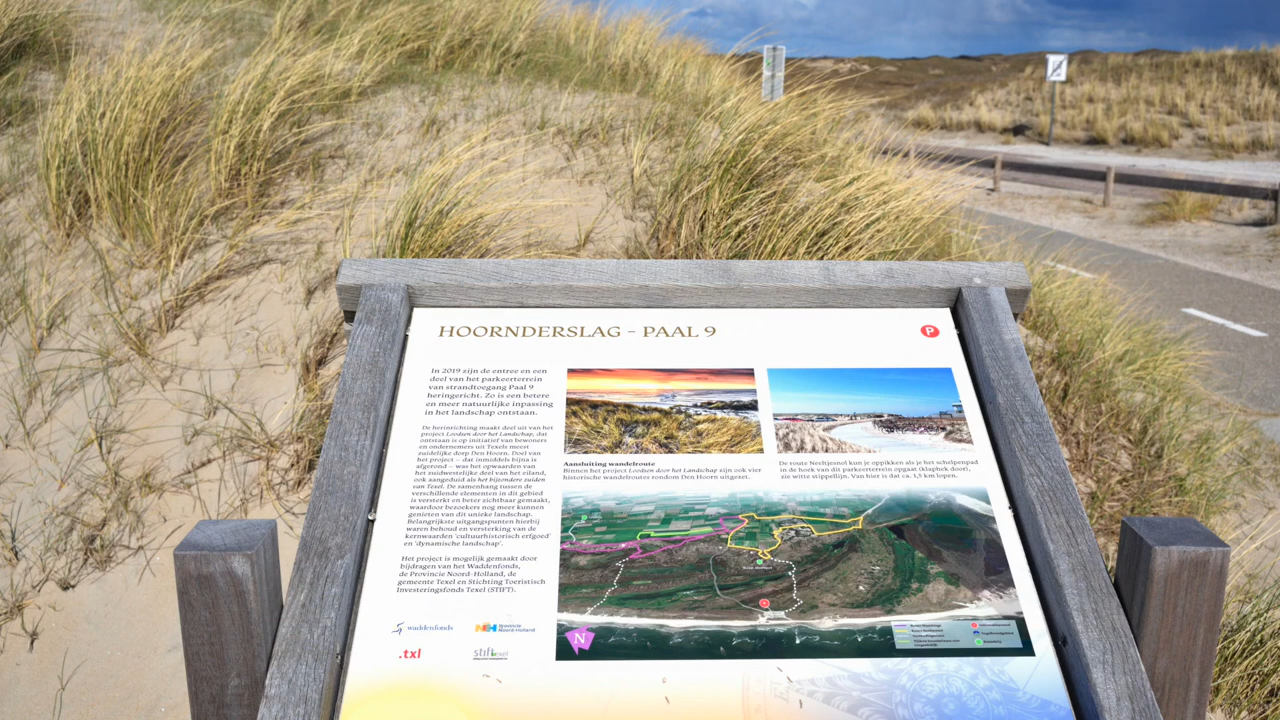 HOORNDERSLAG - PAAL 9
P
In 2019 zijn de entree en een
deel van het parkeerterrein
van strandtoegang Paal 9
heringericht. Zo is een betere
en meer natuurlijke inpassing
in het landschap ontstaan.
De herinrichting maakt deel uit van het
project Loodsen door het Landschap, dat
ontstaan is op initiatief van bewoners
en ondernemers uit Texels meest
zuidelijke dorp Den Hoorn. Doel van
het project – dat inmiddels bijna is
afgerond – was het opwaarderen van
het zuidwestelijke deel van het eiland,
ook aangeduid als het bijzondere zuiden
van Texel. De samenhang tussen de
verschillende elementen in dit gebied
is versterkt en beter zichtbaar gemaakt,
waardoor bezoekers nog meer kunnen
genieten van dit unieke landschap.
Belangrijkste uitgangspunten hierbij
waren behoud en versterking van de
kernwaarden 'cultuurhistorisch erfgoed'
en 'dynamische landschap'.
Het project is mogelijk gemaakt door
bijdragen van het Waddenfonds,
de Provincie Noord-Holland, de
gemeente Texel en Stichting Toeristisch
Investeringsfonds Texel (STIFT).
waddenfonds
Provincie
Noord-Holland
.txl
stiftexel
Aansluiting wandelroute
Binnen het project Loodsen door het Landschap zijn ook vier
historische wandelroutes rondom Den Hoorn uitgezet.
De route Neeltjesnol kun je oppikken als je het schelpenpad
in de hoek van dit parkeerterrein opgaat (klaphek door),
zie witte stippellijn. Van hier is dat ca. 1,5 km lopen.
N